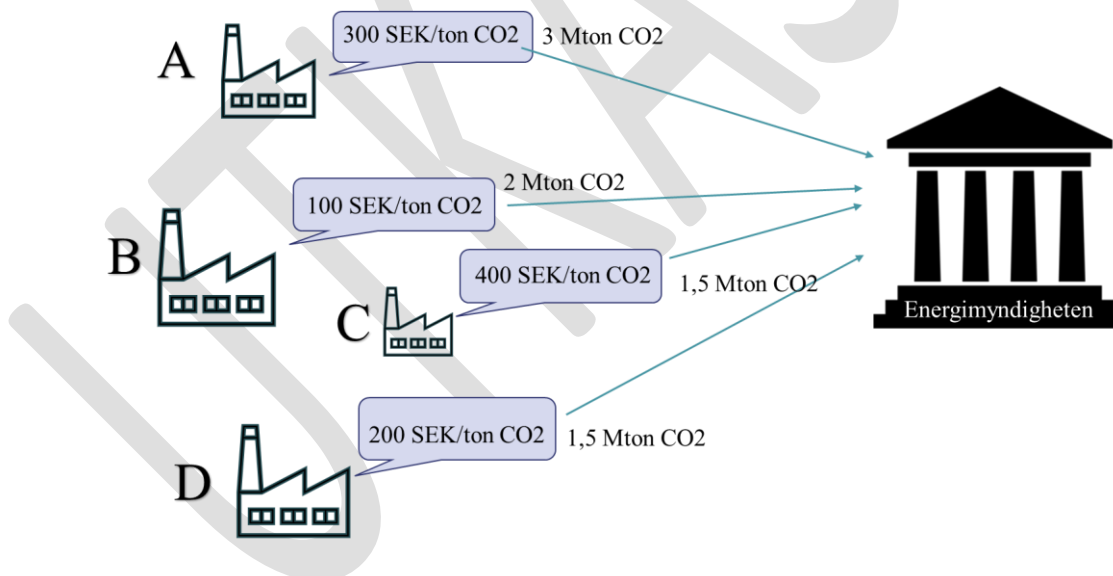 A
300 SEK/ton CO2
3 Mton CO2
B
100 SEK/ton CO2
2 Mton CO2
C
400 SEK/ton CO2
1,5 Mton CO2
Energimyndigheten
D
200 SEK/ton CO2
1,5 Mton CO2
UTKAS